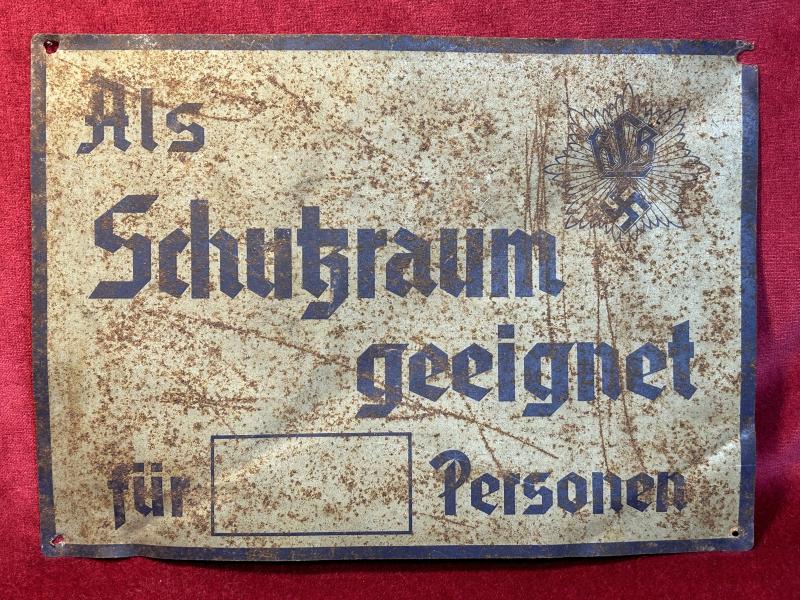 Als
RLB
Schutzraum
geeignet
für Personen